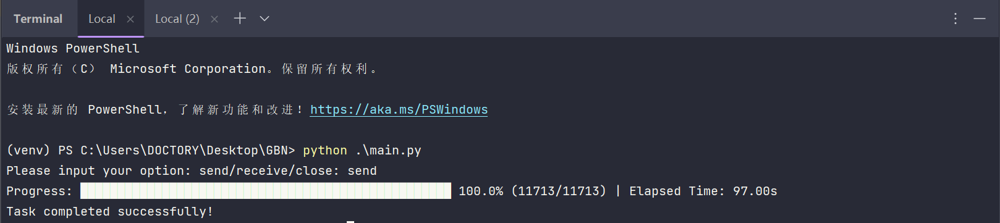 Terminal Local × Local (2) ×
Windows PowerShell
版权所有（C） Microsoft Corporation。保留所有权利。
安装最新的 PowerShell，了解新功能和改进！https://aka.ms/PSWindows
(venv) PS C:\Users\DOCTORY\Desktop\GBN> python .\main.py
Please input your option: send/receive/close: send
Progress: 100.0% (11713/11713) | Elapsed Time: 97.00s
Task completed successfully!